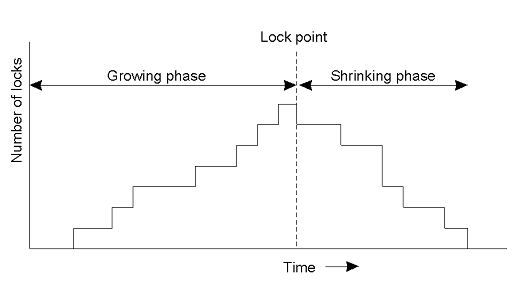 Lock point
Growing phase
Shrinking phase
Number of locks
Time